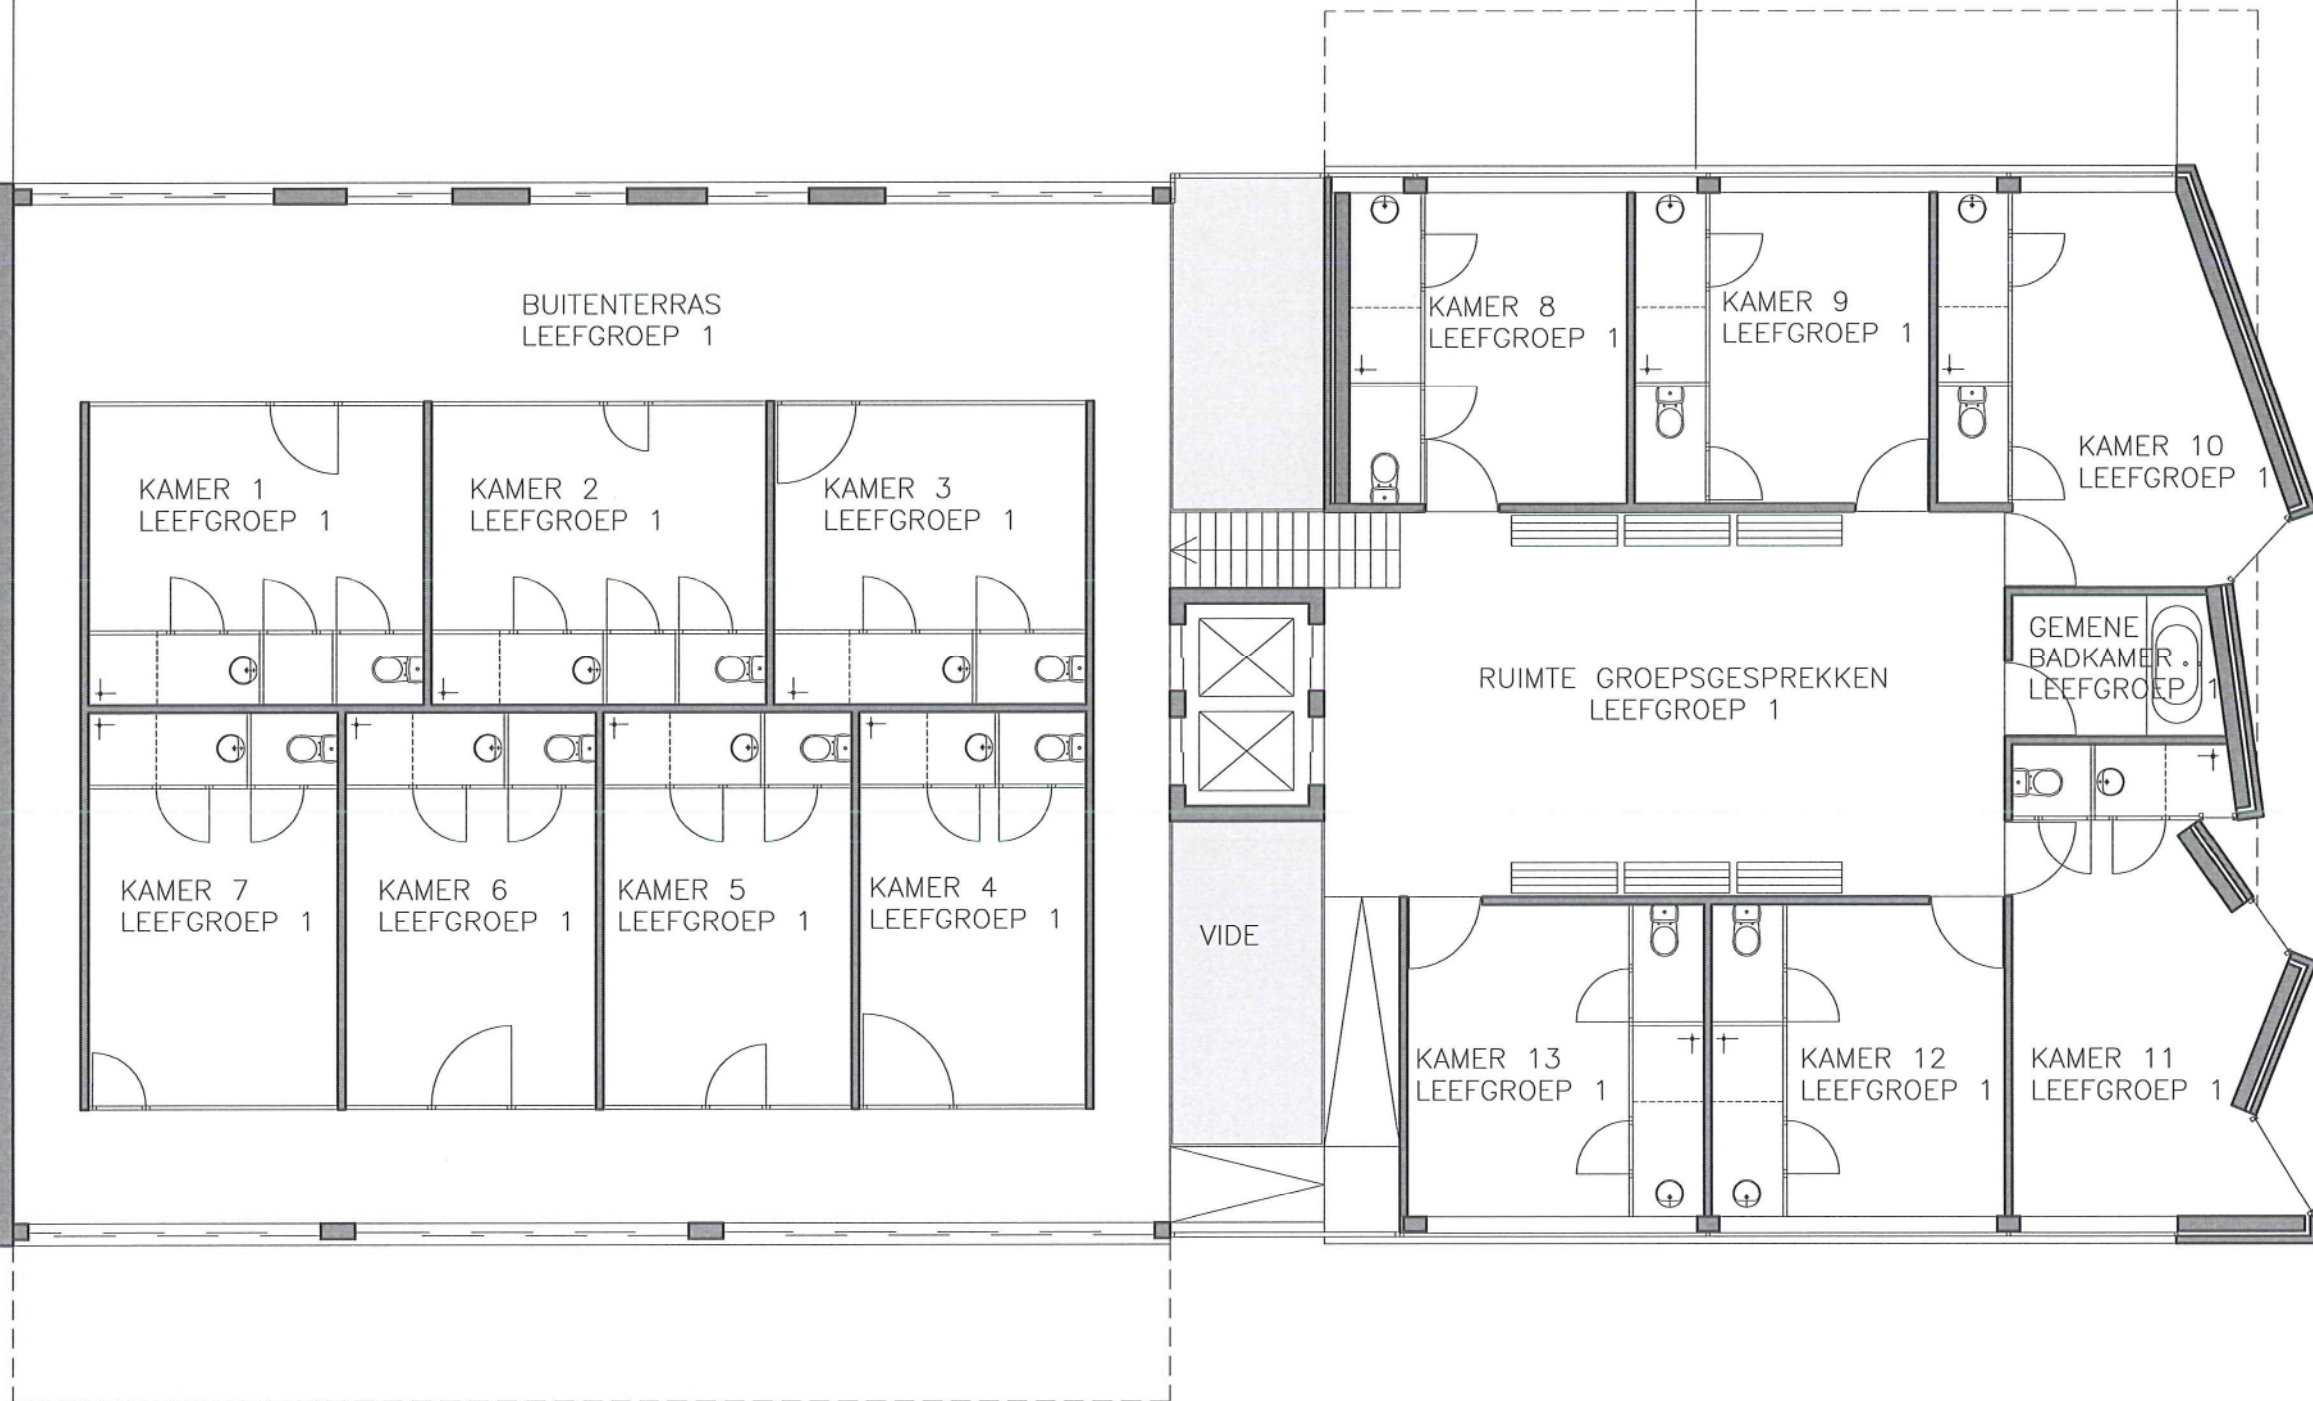 BUITENTERRAS
LEEFGROEP 1
KAMER 1
LEEFGROEP 1
KAMER 2
LEEFGROEP 1
KAMER 3
LEEFGROEP 1
KAMER 7
LEEFGROEP 1
KAMER 6
LEEFGROEP 1
KAMER 5
LEEFGROEP 1
KAMER 4
LEEFGROEP 1
VIDE
KAMER 8
LEEFGROEP 1
KAMER 9
LEEFGROEP 1
KAMER 10
LEEFGROEP 1
RUIMTE GROEPSGESPREKKEN
LEEFGROEP 1
GEMENE
BADKAMER
LEEFGROEP 1
KAMER 13
LEEFGROEP 1
KAMER 12
LEEFGROEP 1
KAMER 11
LEEFGROEP 1